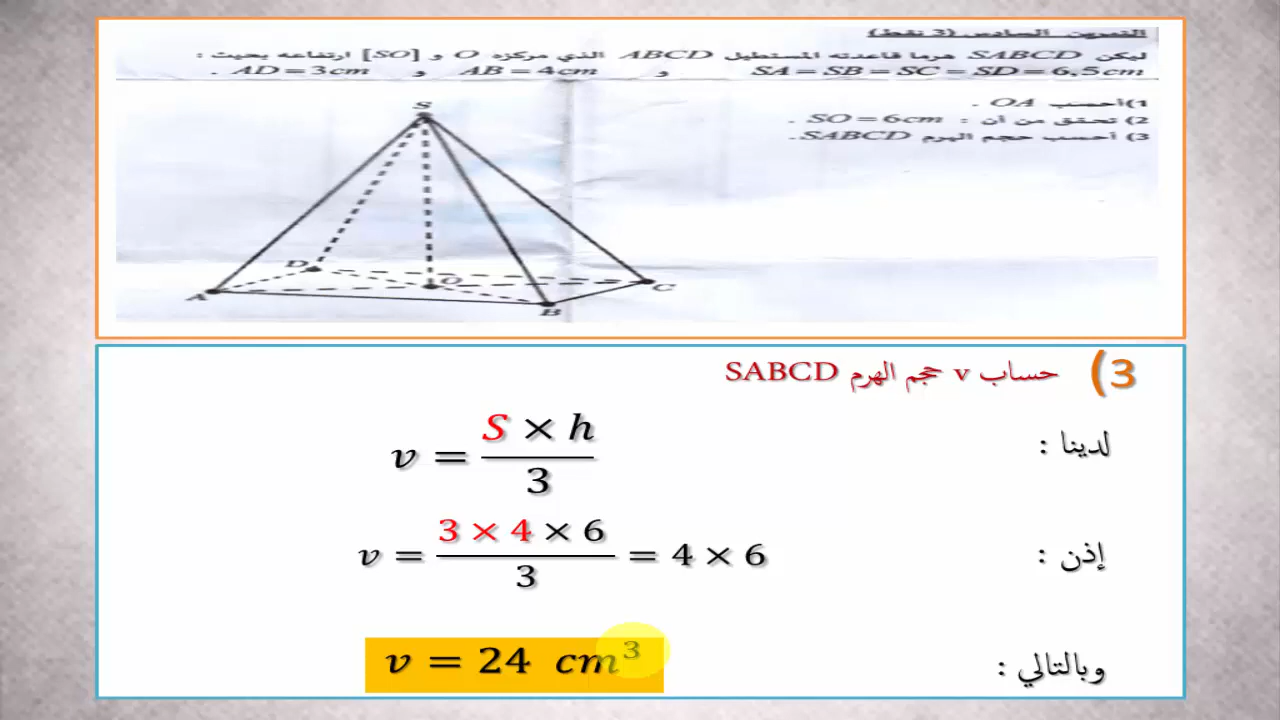 التمرين السادس (3 نقط)
ليكن SABCD هرما قاعدته المستطيل ABCD الذي مركزه O و [SO] ارتفاعه بحيث :
SA=SB=SC=SD=6,5cm و AB=4cm و AD=3cm .
1) أحسب OA .
2) تحقق من أن : SO=6cm .
3) أحسب حجم الهرم SABCD .
S
D
O
A
C
B
3) حساب v حجم الهرم SABCD
لدينا : v = (S × h)/3
إذن : v = (3 × 4 × 6)/3 = 4 × 6
وبالتالي : v = 24 cm³